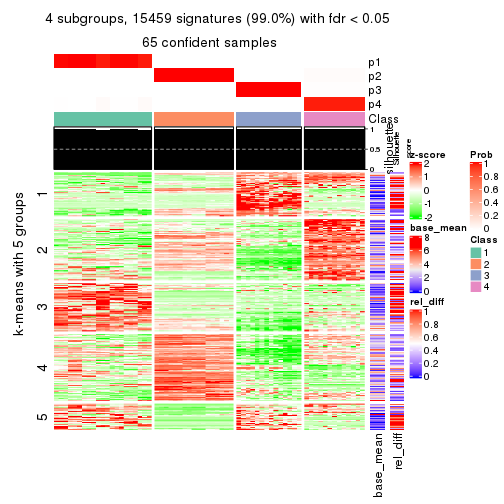 4 subgroups, 15459 signatures (99.0%) with fdr < 0.05
65 confident samples
p1
p2
p3
p4
Class
1
0.5
0
silhouette
Silhouette
score
k-means with 5 groups
1
2
3
4
5
base_mean
rel_diff
z-score
2
1
0
-1
-2
base_mean
8
6
4
2
0
rel_diff
1
0.8
0.6
0.4
0.2
0
Prob
1
0.8
0.6
0.4
0.2
0
Class
1
2
3
4